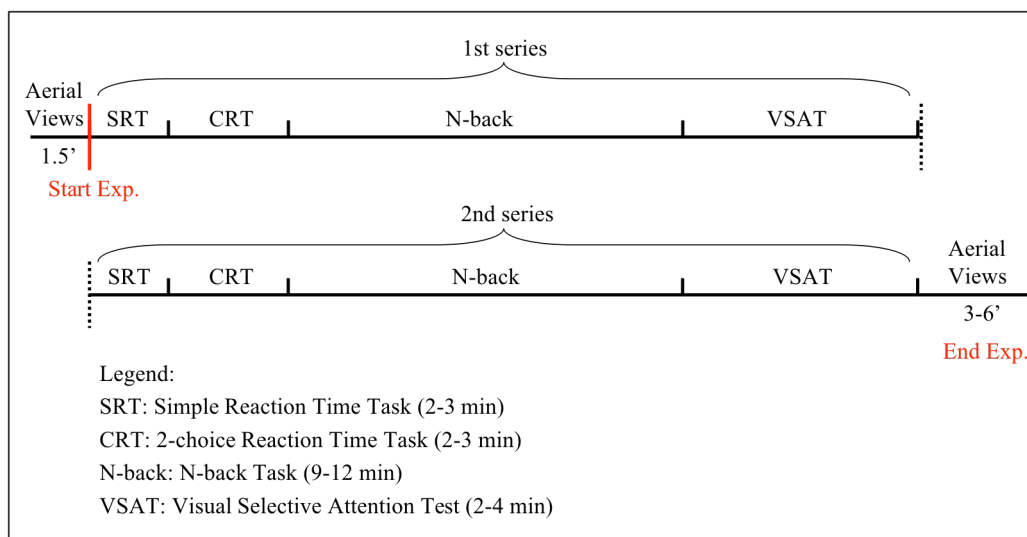 1st series
Aerial
Views
SRT
CRT
N-back
VSAT
1.5’
Start Exp.
2nd series
SRT
CRT
N-back
VSAT
Aerial
Views
3-6’
End Exp.
Legend:
SRT: Simple Reaction Time Task (2-3 min)
CRT: 2-choice Reaction Time Task (2-3 min)
N-back: N-back Task (9-12 min)
VSAT: Visual Selective Attention Test (2-4 min)